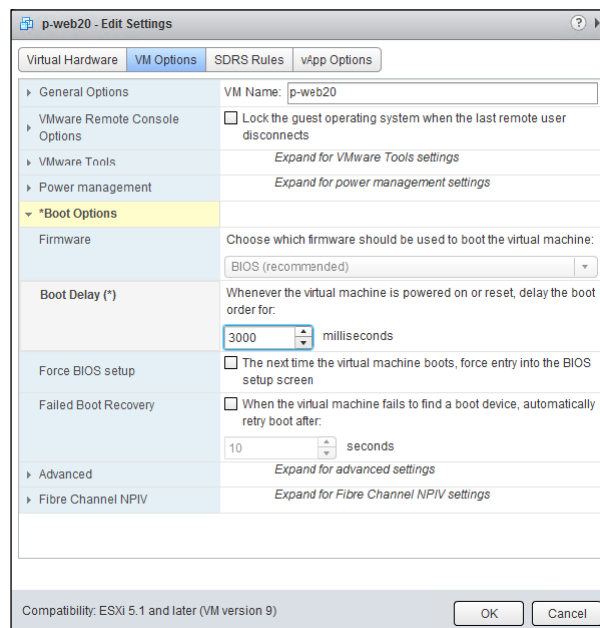 p-web20 - Edit Settings
?
Virtual Hardware VM Options SDRS Rules vApp Options
General Options VM Name: p-web20
VMware Remote Console
Options
Lock the guest operating system when the last remote user
disconnects
VMware Tools Expand for VMware Tools settings
Power management Expand for power management settings
*Boot Options
Firmware Choose which firmware should be used to boot the virtual machine:
BIOS (recommended)
Boot Delay (*) Whenever the virtual machine is powered on or reset, delay the boot
order for:
3000 milliseconds
Force BIOS setup The next time the virtual machine boots, force entry into the BIOS
setup screen
Failed Boot Recovery When the virtual machine fails to find a boot device, automatically
retry boot after:
10 seconds
Advanced Expand for advanced settings
Fibre Channel NPIV Expand for Fibre Channel NPIV settings
Compatibility: ESXi 5.1 and later (VM version 9) OK Cancel